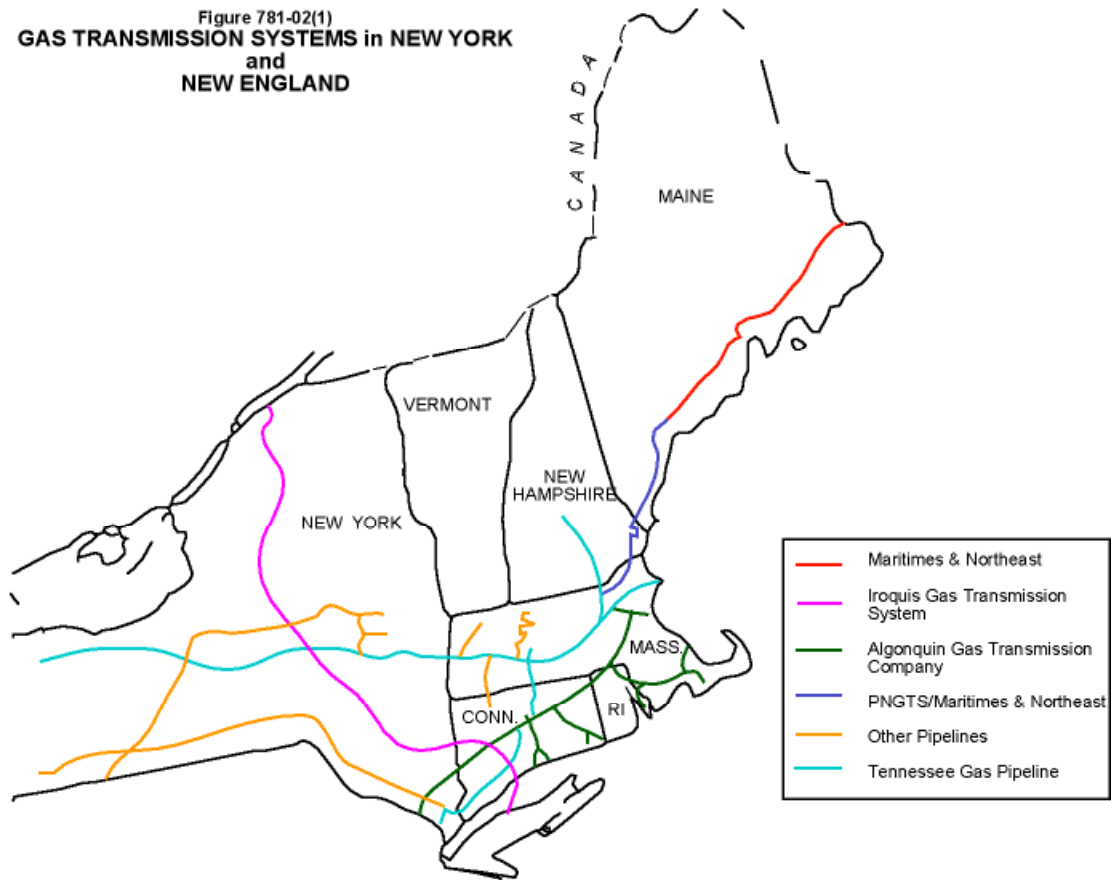 Figure 781-02(1)
GAS TRANSMISSION SYSTEMS in NEW YORK
and
NEW ENGLAND
CANADA
MAINE
VERMONT
NEW
HAMPSHIRE
NEW YORK
MASS.
CONN.
RI
Maritimes & Northeast
Iroquis Gas Transmission
System
Algonquin Gas Transmission
Company
PNGTS/Maritimes & Northeast
Other Pipelines
Tennessee Gas Pipeline